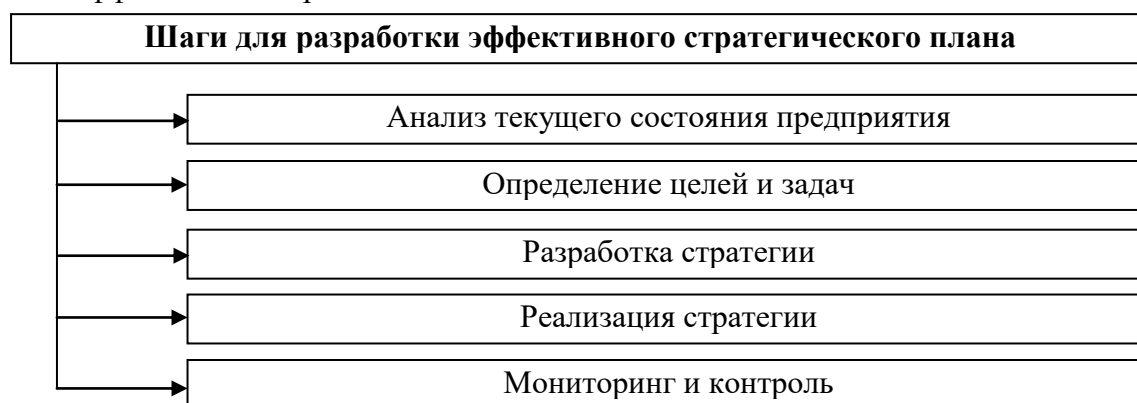 Шаги для разработки эффективного стратегического плана
Анализ текущего состояния предприятия
Определение целей и задач
Разработка стратегии
Реализация стратегии
Мониторинг и контроль